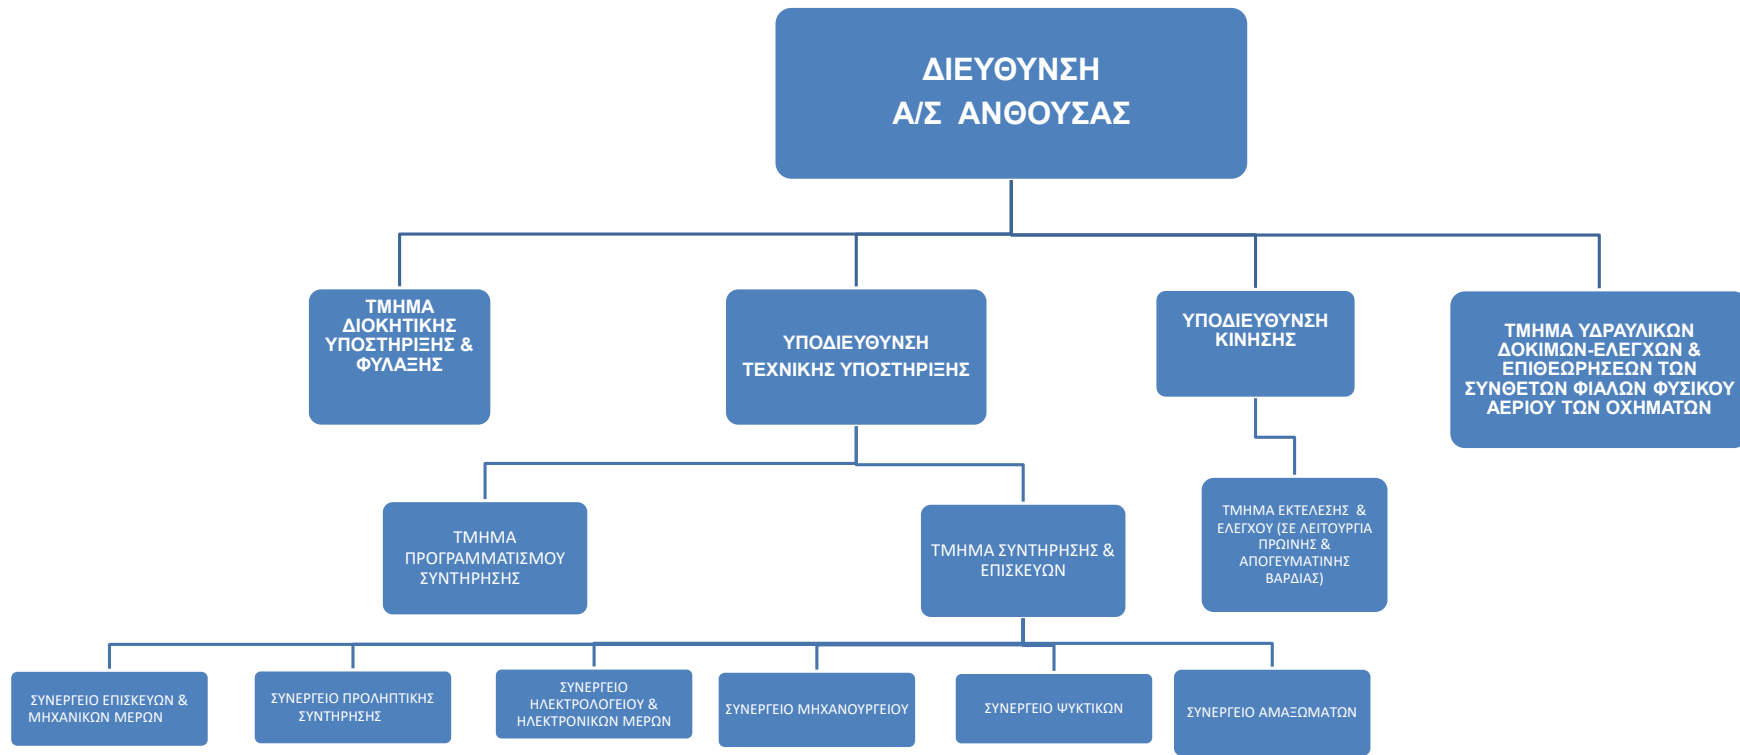 ΔΙΕΥΘΥΝΣΗ
Α/Σ ΑΝΘΟΥΣΑΣ
ΤΜΗΜΑ
ΔΙΟΚΗΤΙΚΗΣ
ΥΠΟΣΤΗΡΙΞΗΣ &
ΦΥΛΑΞΗΣ
ΥΠΟΔΙΕΥΘΥΝΣΗ
ΤΕΧΝΙΚΗΣ ΥΠΟΣΤΗΡΙΞΗΣ
ΥΠΟΔΙΕΥΘΥΝΣΗ
ΚΙΝΗΣΗΣ
ΤΜΗΜΑ ΥΔΡΑΥΛΙΚΩΝ
ΔΟΚΙΜΩΝ-ΕΛΕΓΧΩΝ &
ΕΠΙΘΕΩΡΗΣΕΩΝ ΤΩΝ
ΣΥΝΘΕΤΩΝ ΦΙΑΛΩΝ ΦΥΣΙΚΟΥ
ΑΕΡΙΟΥ ΤΩΝ ΟΧΗΜΑΤΩΝ
ΤΜΗΜΑ
ΠΡΟΓΡΑΜΜΑΤΙΣΜΟΥ
ΣΥΝΤΗΡΗΣΗΣ
ΤΜΗΜΑ ΣΥΝΤΗΡΗΣΗΣ &
ΕΠΙΣΚΕΥΩΝ
ΤΜΗΜΑ ΕΚΤΕΛΕΣΗΣ &
ΕΛΕΓΧΟΥ (ΣΕ ΛΕΙΤΟΥΡΓΙΑ
ΠΡΩΙΝΗΣ &
ΑΠΟΓΕΥΜΑΤΙΝΗΣ
ΒΑΡΔΙΑΣ)
ΣΥΝΕΡΓΕΙΟ ΕΠΙΣΚΕΥΩΝ &
ΜΗΧΑΝΙΚΩΝ ΜΕΡΩΝ
ΣΥΝΕΡΓΕΙΟ ΠΡΟΛΗΠΤΙΚΗΣ
ΣΥΝΤΗΡΗΣΗΣ
ΣΥΝΕΡΓΕΙΟ
ΗΛΕΚΤΡΟΛΟΓΕΙΟΥ &
ΗΛΕΚΤΡΟΝΙΚΩΝ ΜΕΡΩΝ
ΣΥΝΕΡΓΕΙΟ ΜΗΧΑΝΟΥΡΓΕΙΟΥ
ΣΥΝΕΡΓΕΙΟ ΨΥΚΤΙΚΩΝ
ΣΥΝΕΡΓΕΙΟ ΑΜΑΞΩΜΑΤΩΝ